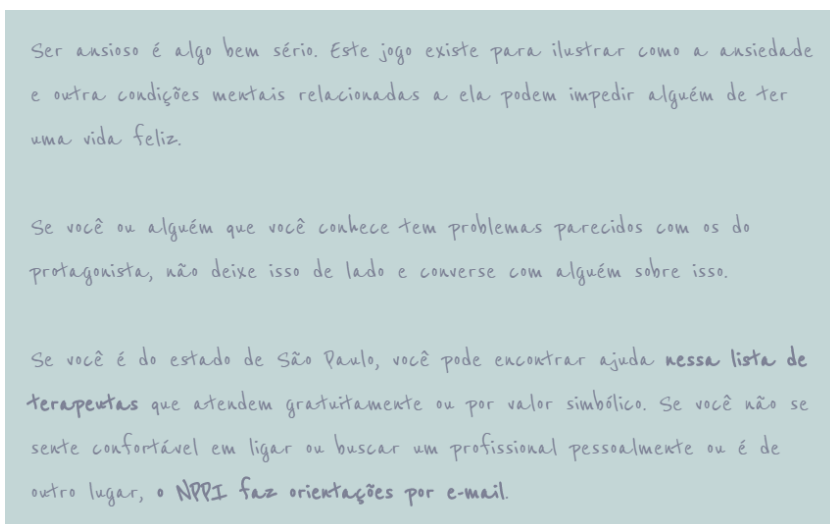 Ser ansioso é algo bem sério. Este jogo existe para ilustrar como a ansiedade
e outra condições mentais relacionadas a ela podem impedir alguém de ter
uma vida feliz.
Se você ou alguém que você conhece tem problemas parecidos com os do
protagonista, não deixe isso de lado e converse com alguém sobre isso.
Se você é do estado de São Paulo, você pode encontrar ajuda nessa lista de
terapeutas que atendem gratuitamente ou por valor simbólico. Se você não se
sente confortável em ligar ou buscar um profissional pessoalmente ou é de
outro lugar, o NPPI faz orientações por e-mail.